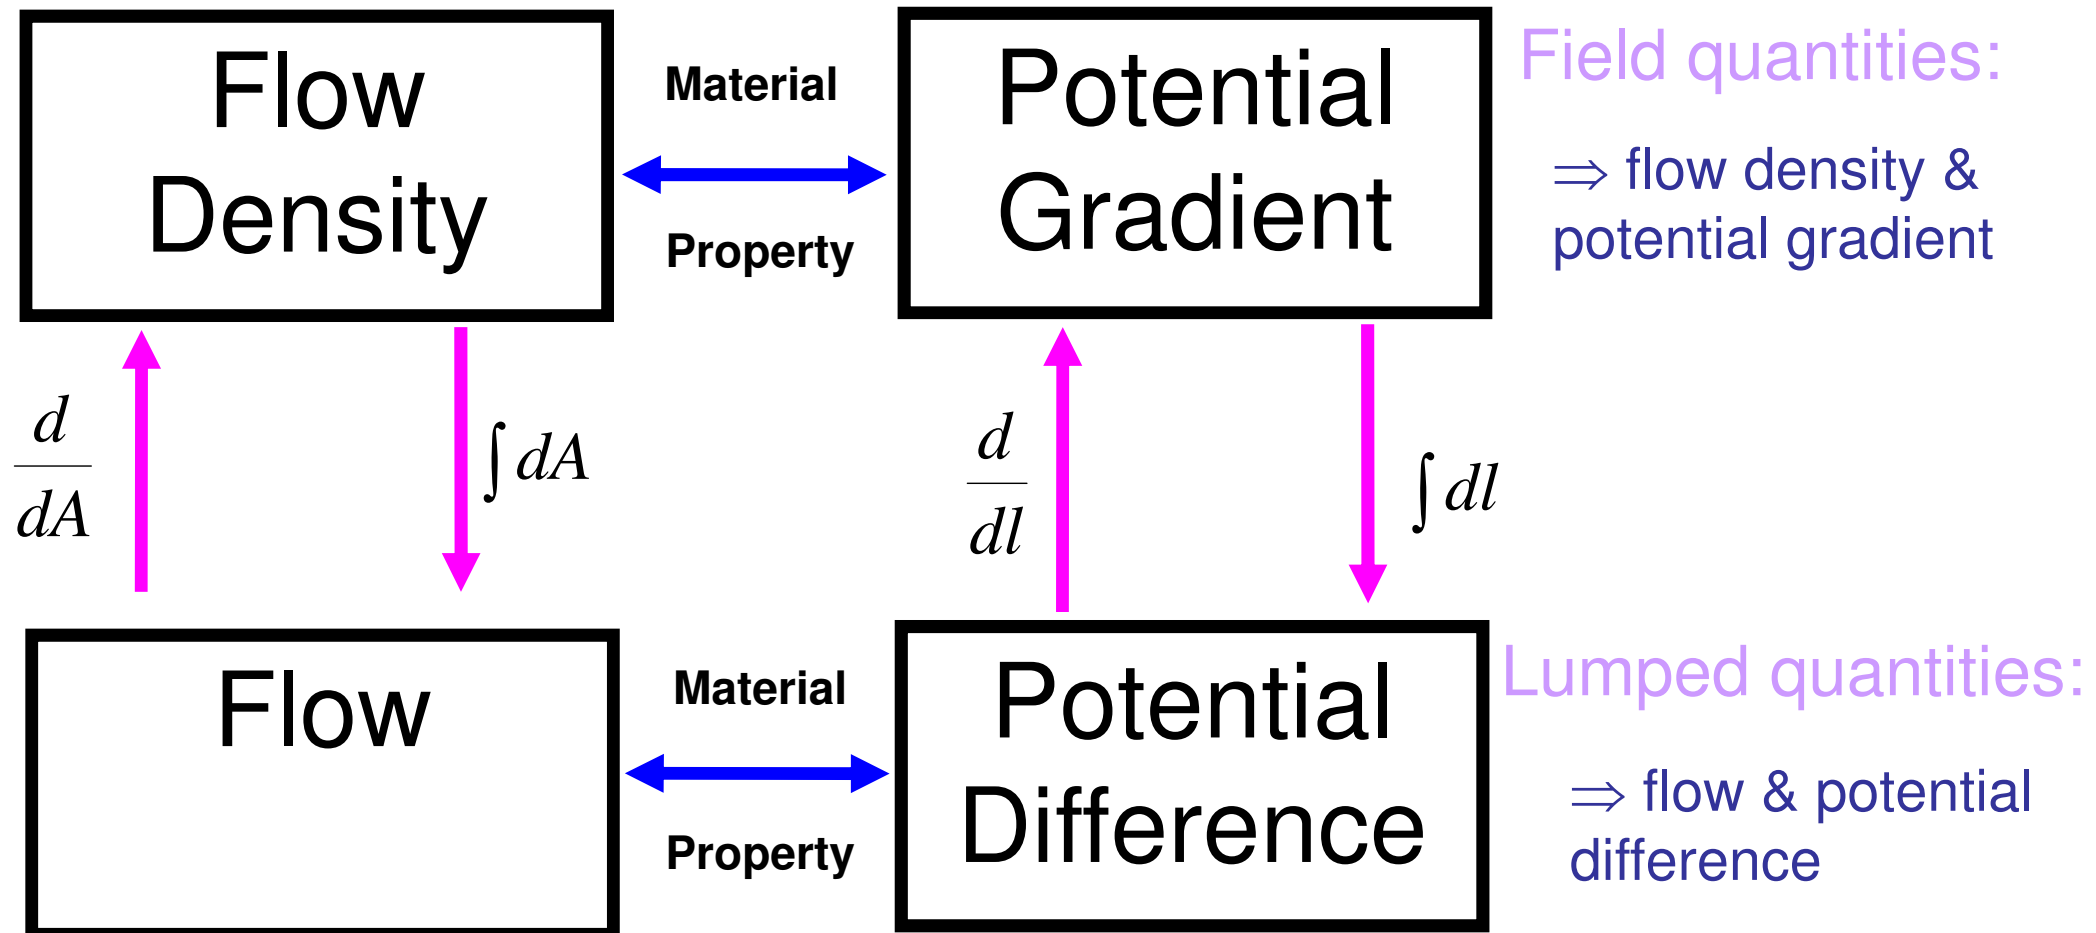 Flow
Density
Material
Property
Potential
Gradient
Field quantities:
⇒ flow density &
potential gradient
d
dA
∫ dA
d
dl
∫ dl
Flow
Material
Property
Potential
Difference
Lumped quantities:
⇒ flow & potential
difference